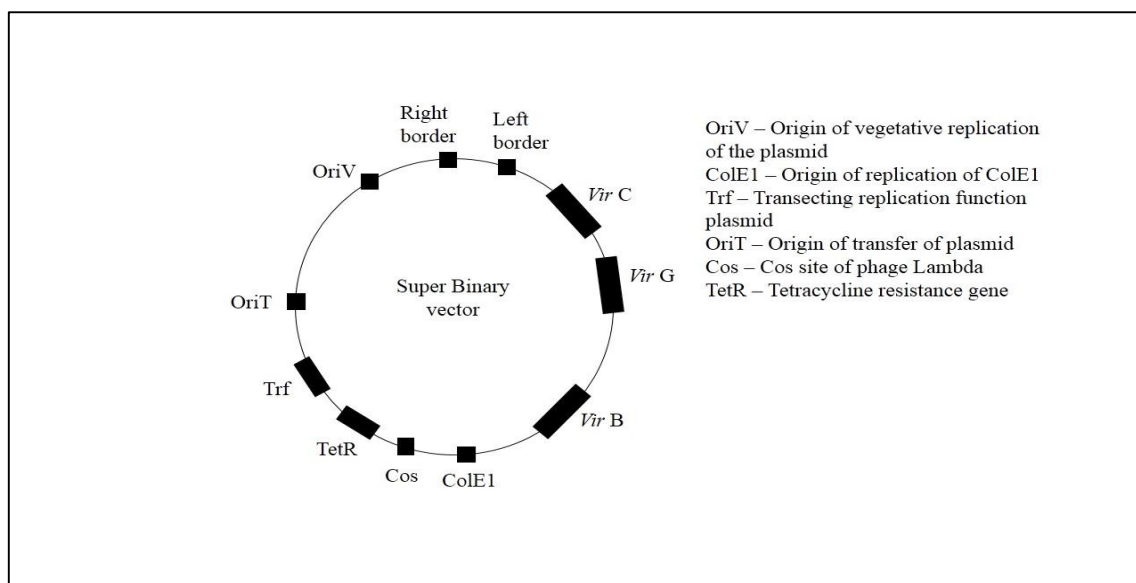 Right
border
Left
border
OriV
Vir C
Vir G
OriT
Super Binary
vector
Trf
Vir B
TetR
Cos
ColE1
OriV – Origin of vegetative replication
of the plasmid
ColE1 – Origin of replication of ColE1
Trf – Transecting replication function
plasmid
OriT – Origin of transfer of plasmid
Cos – Cos site of phage Lambda
TetR – Tetracycline resistance gene